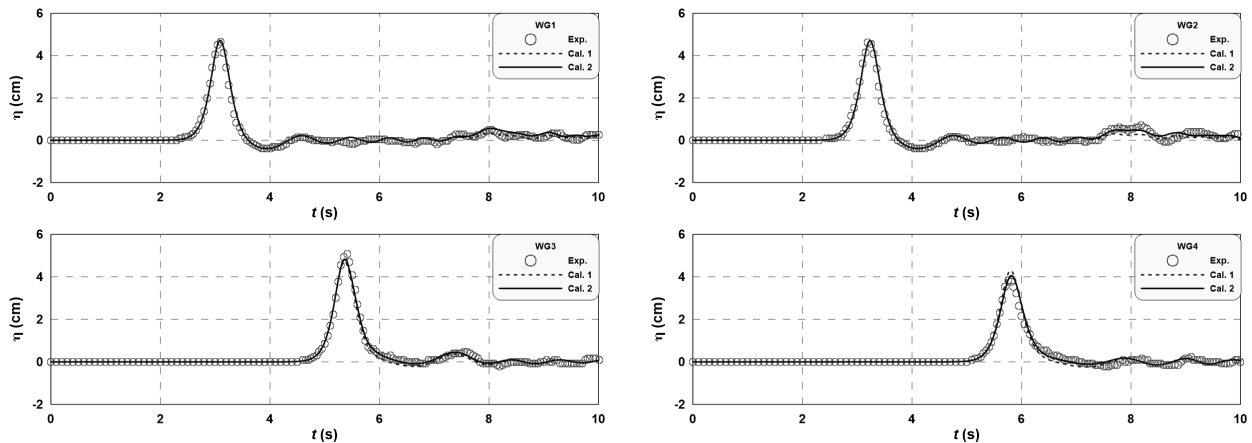 6
4
2
0
-2
η (cm)
0 2 4 6 8 10
t (s)
WG1
Exp.
Cal. 1
Cal. 2
6
4
2
0
-2
η (cm)
0 2 4 6 8 10
t (s)
WG2
Exp.
Cal. 1
Cal. 2
6
4
2
0
-2
η (cm)
0 2 4 6 8 10
t (s)
WG3
Exp.
Cal. 1
Cal. 2
6
4
2
0
-2
η (cm)
0 2 4 6 8 10
t (s)
WG4
Exp.
Cal. 1
Cal. 2